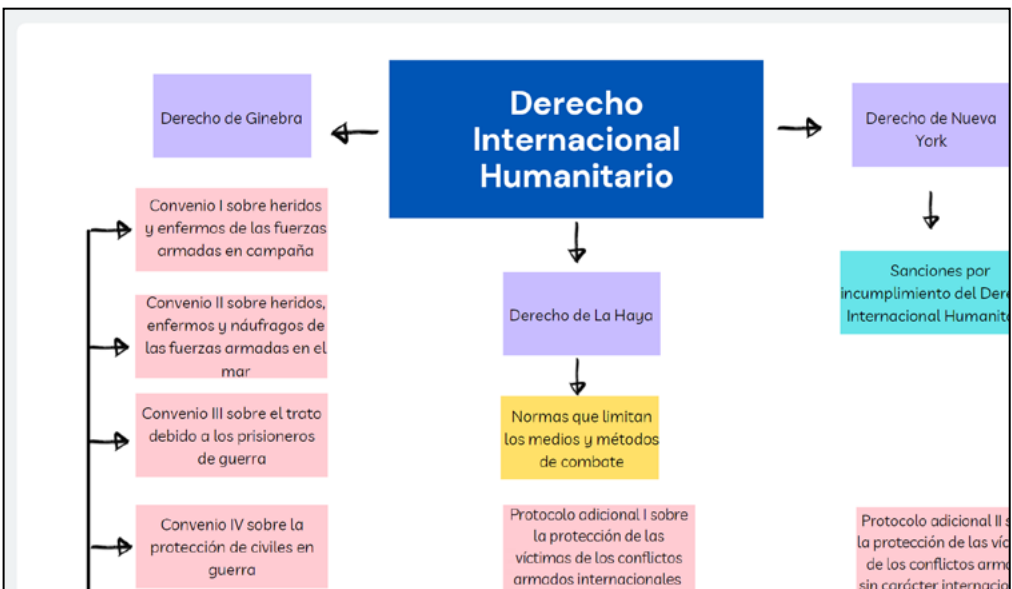 Derecho
Internacional
Humanitario
Derecho de Ginebra
Convenio I sobre heridos
y enfermos de las fuerzas
armadas en campaña
Convenio II sobre heridos,
enfermos y náufragos de
las fuerzas armadas en el
mar
Convenio III sobre el trato
debido a los prisioneros
de guerra
Convenio IV sobre la
protección de civiles en
guerra
Derecho de La Haya
Normas que limitan
los medios y métodos
de combate
Protocolo adicional I sobre
la protección de las
víctimas de los conflictos
armados internacionales
Derecho de Nueva
York
Sanciones por
incumplimiento del
Internacional
Protocolo adicional II
la protección de las
de los conflictos
sin carácter